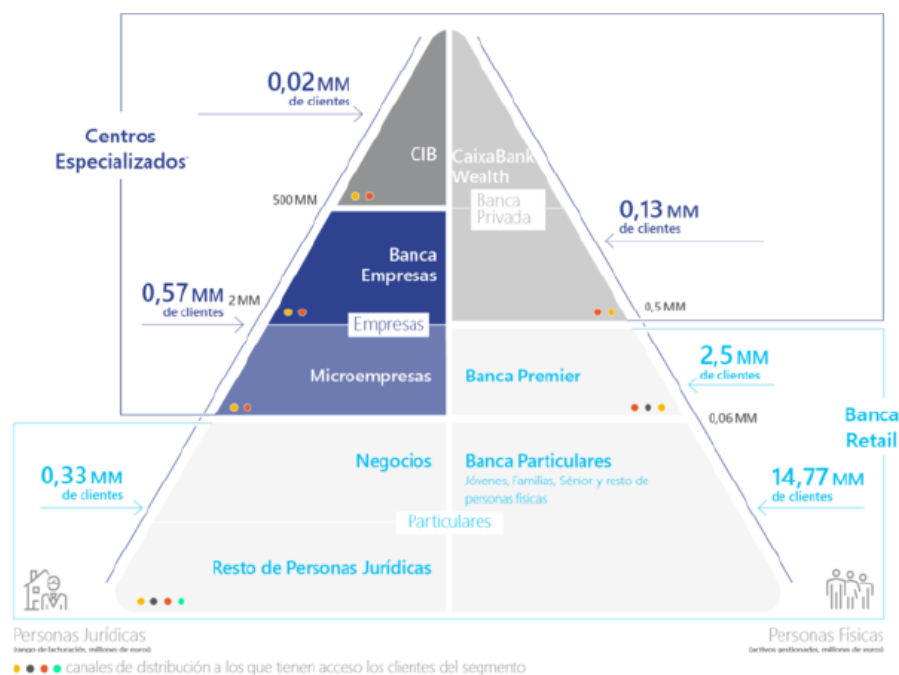 0,02 MM
de clientes
Centros
Especializados
CIB
CaixaBank
Wealth
Banca
Privada
500 MM
0,13 MM
de clientes
Banca
Empresas
0,57 MM
de clientes
2 MM
0,5 MM
Empresas
2,5 MM
de clientes
Microempresas
Banca Premier
0,06 MM
Banca
Retail
Negocios
Banca Particulares
Jóvenes, Familias, Sénior y resto de
personas físicas
0,33 MM
de clientes
14,77 MM
de clientes
Particulares
Resto de Personas Jurídicas
Personas Jurídicas
(rango de facturación, millones de euros)
Personas Físicas
(activos gestionados, millones de euros)
canales de distribución a los que tienen acceso los clientes del segmento